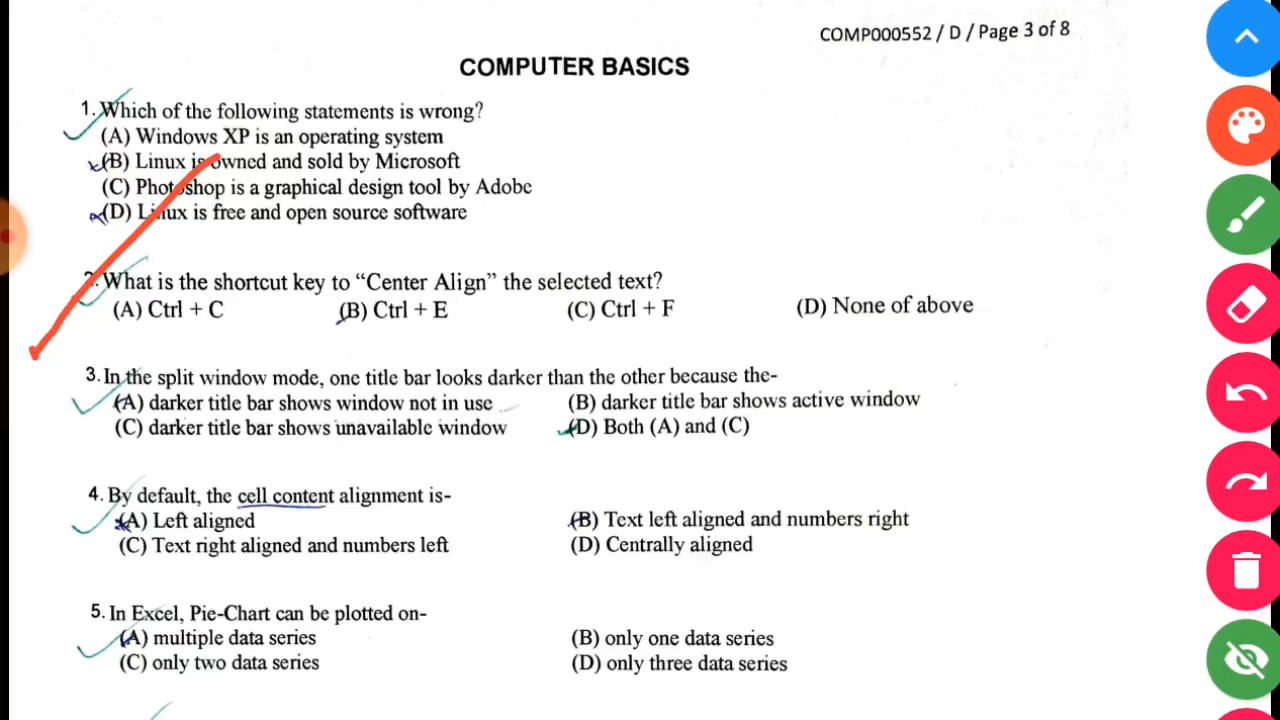 COMP000552 / D / Page 3 of 8
COMPUTER BASICS
1. Which of the following statements is wrong?
(A) Windows XP is an operating system
(B) Linux is owned and sold by Microsoft
(C) Photoshop is a graphical design tool by Adobe
(D) Linux is free and open source software
2. What is the shortcut key to “Center Align” the selected text?
(A) Ctrl + C (B) Ctrl + E (C) Ctrl + F (D) None of above
3. In the split window mode, one title bar looks darker than the other because the-
(A) darker title bar shows window not in use (B) darker title bar shows active window
(C) darker title bar shows unavailable window (D) Both (A) and (C)
4. By default, the cell content alignment is-
(A) Left aligned (B) Text left aligned and numbers right
(C) Text right aligned and numbers left (D) Centrally aligned
5. In Excel, Pie-Chart can be plotted on-
(A) multiple data series (B) only one data series
(C) only two data series (D) only three data series